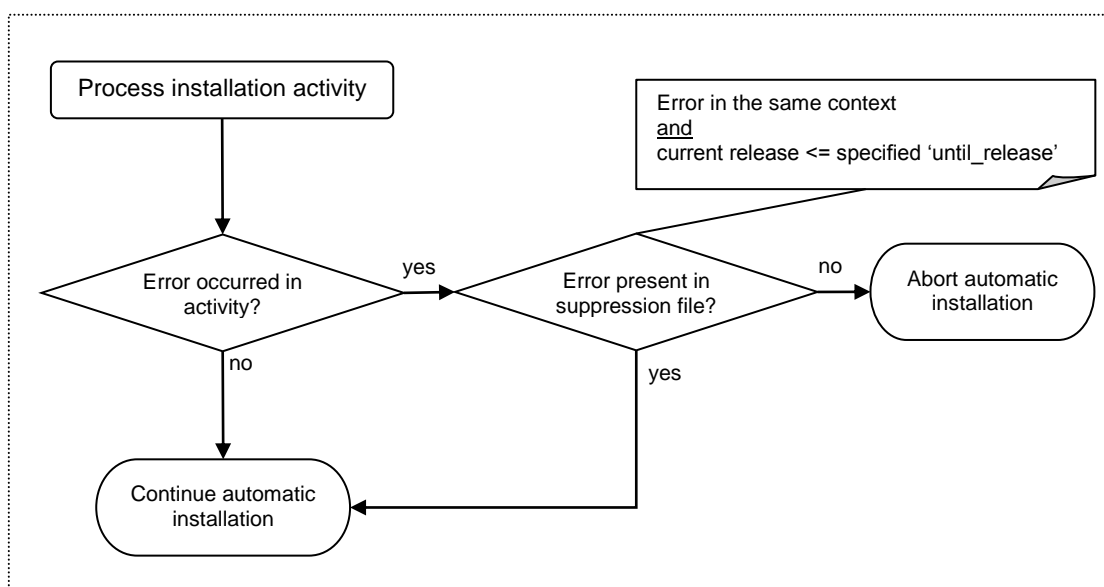 Process installation activity
Error in the same context
and
current release <= specified ‘until_release’
Error occurred in
activity?
yes
Error present in
suppression file?
no
Abort automatic
installation
no
yes
Continue automatic
installation